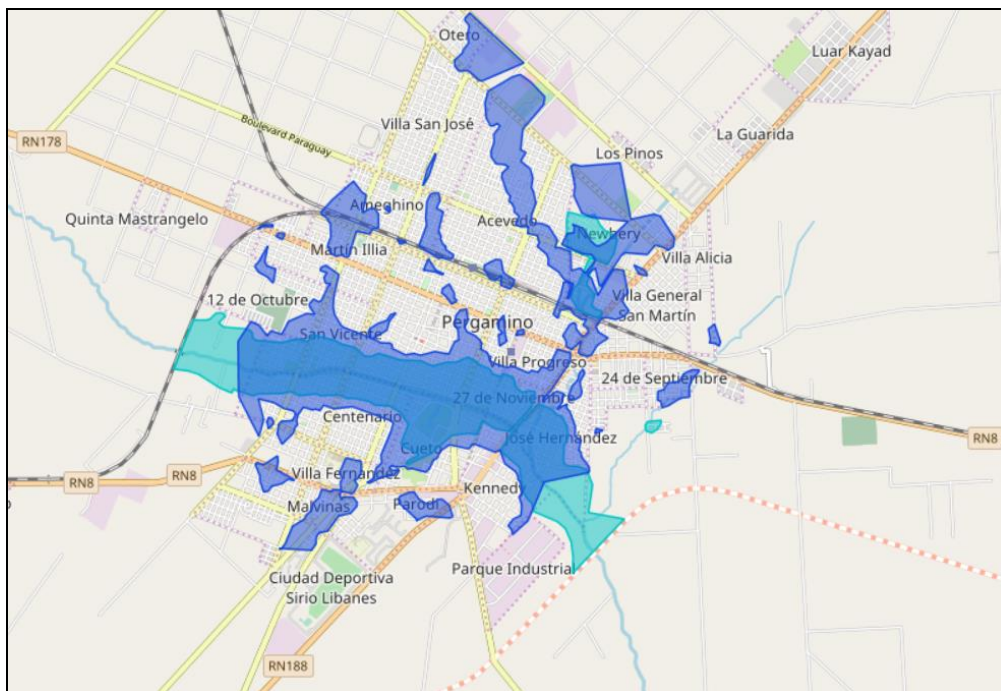 Otero
Luar Kayad
Villa San José
Boulevard Paraguay
La Guarida
RN178
Los Pinos
Ameghino
Quinta Mastrangelo
Acevedo
Newbery
Martín Illia
Villa Alicia
12 de Octubre
Villa General
San Martín
Pergamino
San Vicente
Villa Progreso
24 de Septiembre
27 de Noviembre
Centenario
José Hernández
RN8
Cueto
RN8
Villa Fernández
RN8
Kennedy
Malvinas
Parodi
Parque Industrial
Ciudad Deportiva
Sirio Libanes
RN188